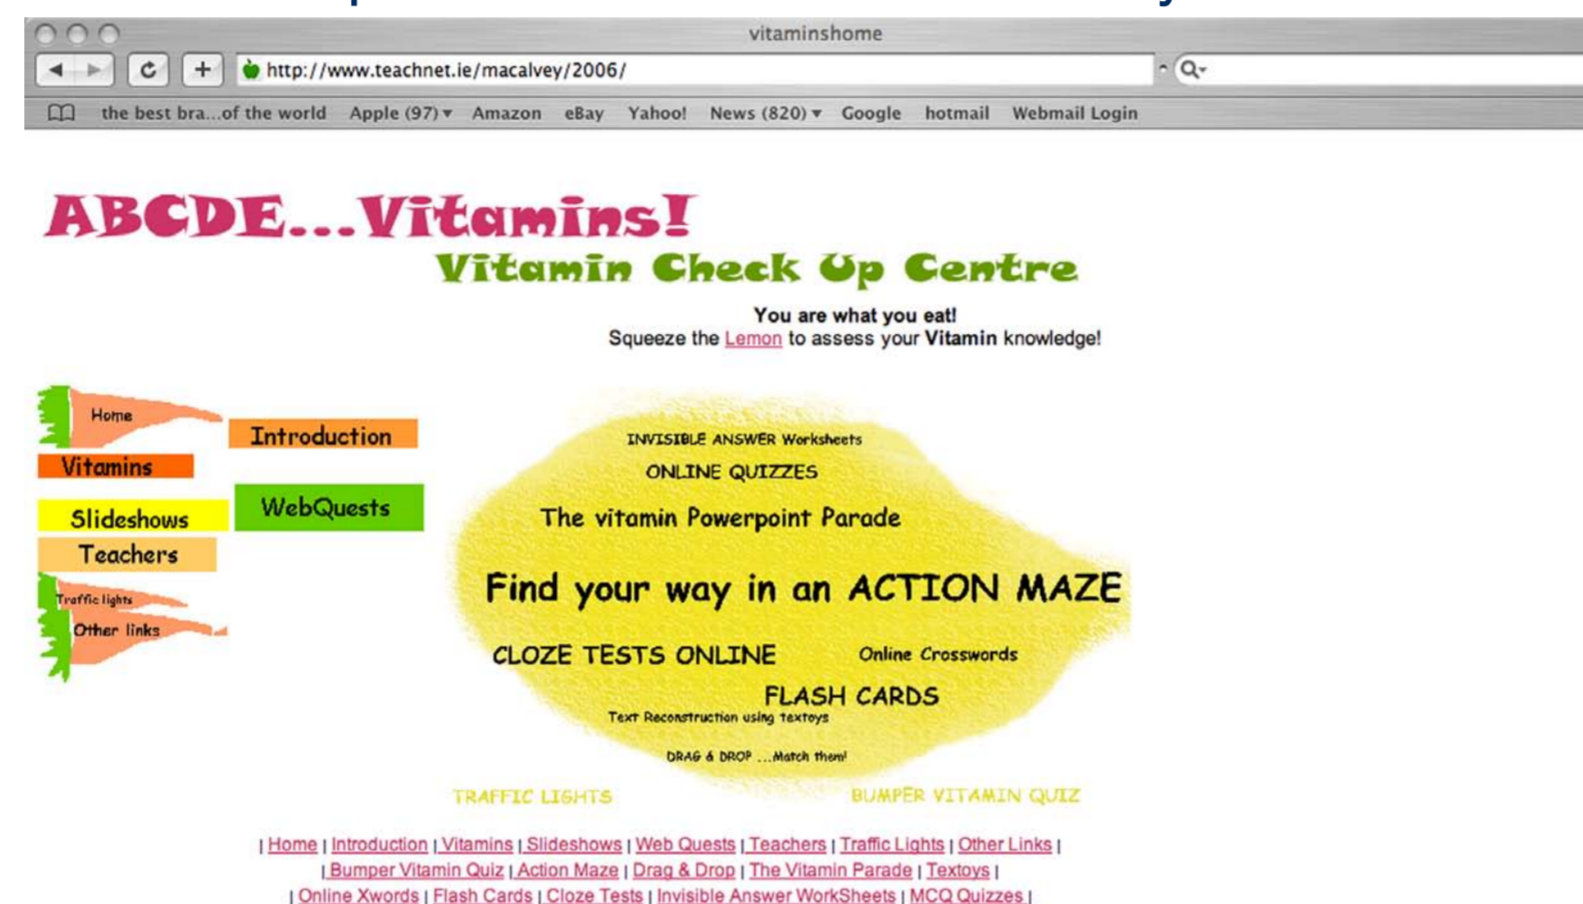 vitaminshome
http://www.teachnet.ie/macalvey/2006/
the best bra...of the world Apple (97) Amazon eBay Yahoo! News (820) Google hotmail Webmail Login
ABCDE...Vitamins!
Vitamin Check Up Centre
You are what you eat!
Squeeze the Lemon to assess your Vitamin knowledge!
Home
Introduction
Vitamins
WebQuests
Slideshows
Teachers
Traffic lights
Other links
INVISIBLE ANSWER Worksheets
ONLINE QUIZZES
The vitamin Powerpoint Parade
Find your way in an ACTION MAZE
CLOZE TESTS ONLINE
Online Crosswords
FLASH CARDS
Text Reconstruction using textoys
DRAG & DROP ...Match them!
TRAFFIC LIGHTS
BUMPER VITAMIN QUIZ
| Home | Introduction | Vitamins | Slideshows | Web Quests | Teachers | Traffic Lights | Other Links |
| Bumper Vitamin Quiz | Action Maze | Drag & Drop | The Vitamin Parade | Textoys |
| Online Xwords | Flash Cards | Cloze Tests | Invisible Answer WorkSheets | MCQ Quizzes |